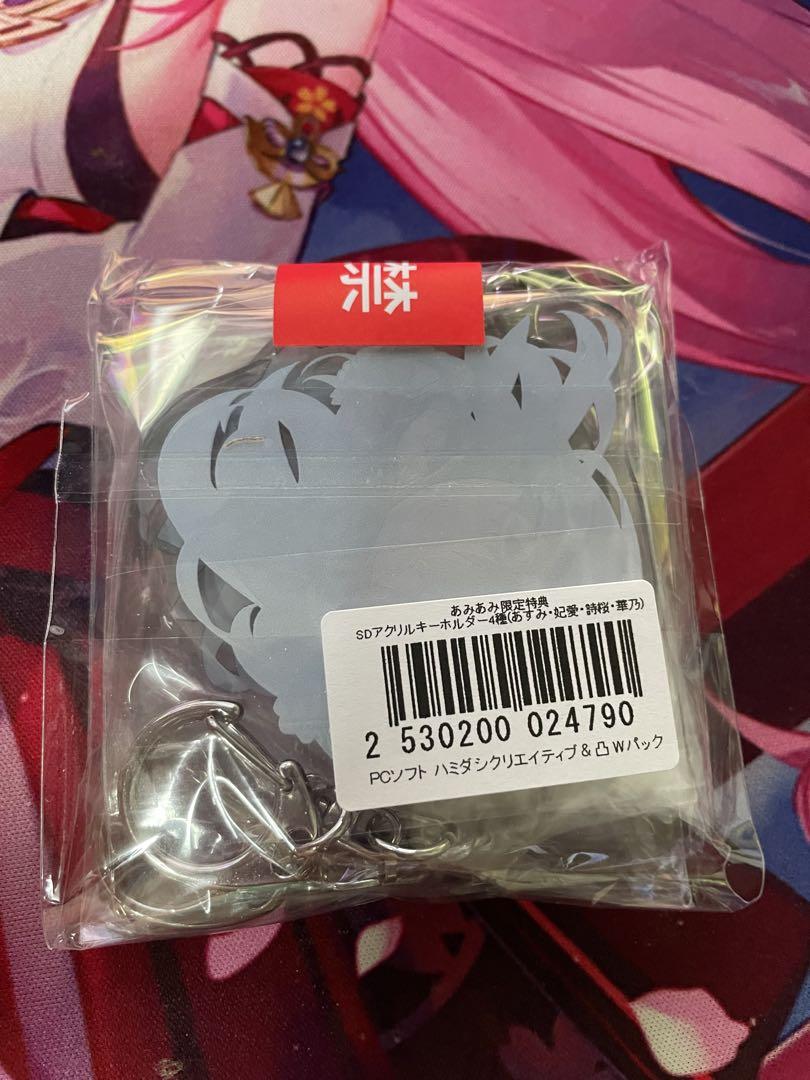 禁
あみあみ限定特典
SDアクリルキーホルダー4種(あすみ・妃愛・詩桜・華乃)
2 530200 024790
PCソフト ハミダシクリエイティブ&凸Wパック